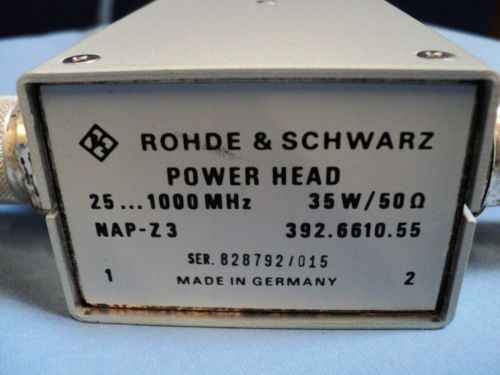 ROHDE & SCHWARZ
POWER HEAD
25...1000 MHz 35 W/50 Ω
NAP-Z3 392.6610.55
SER. 828792/015
1 MADE IN GERMANY 2